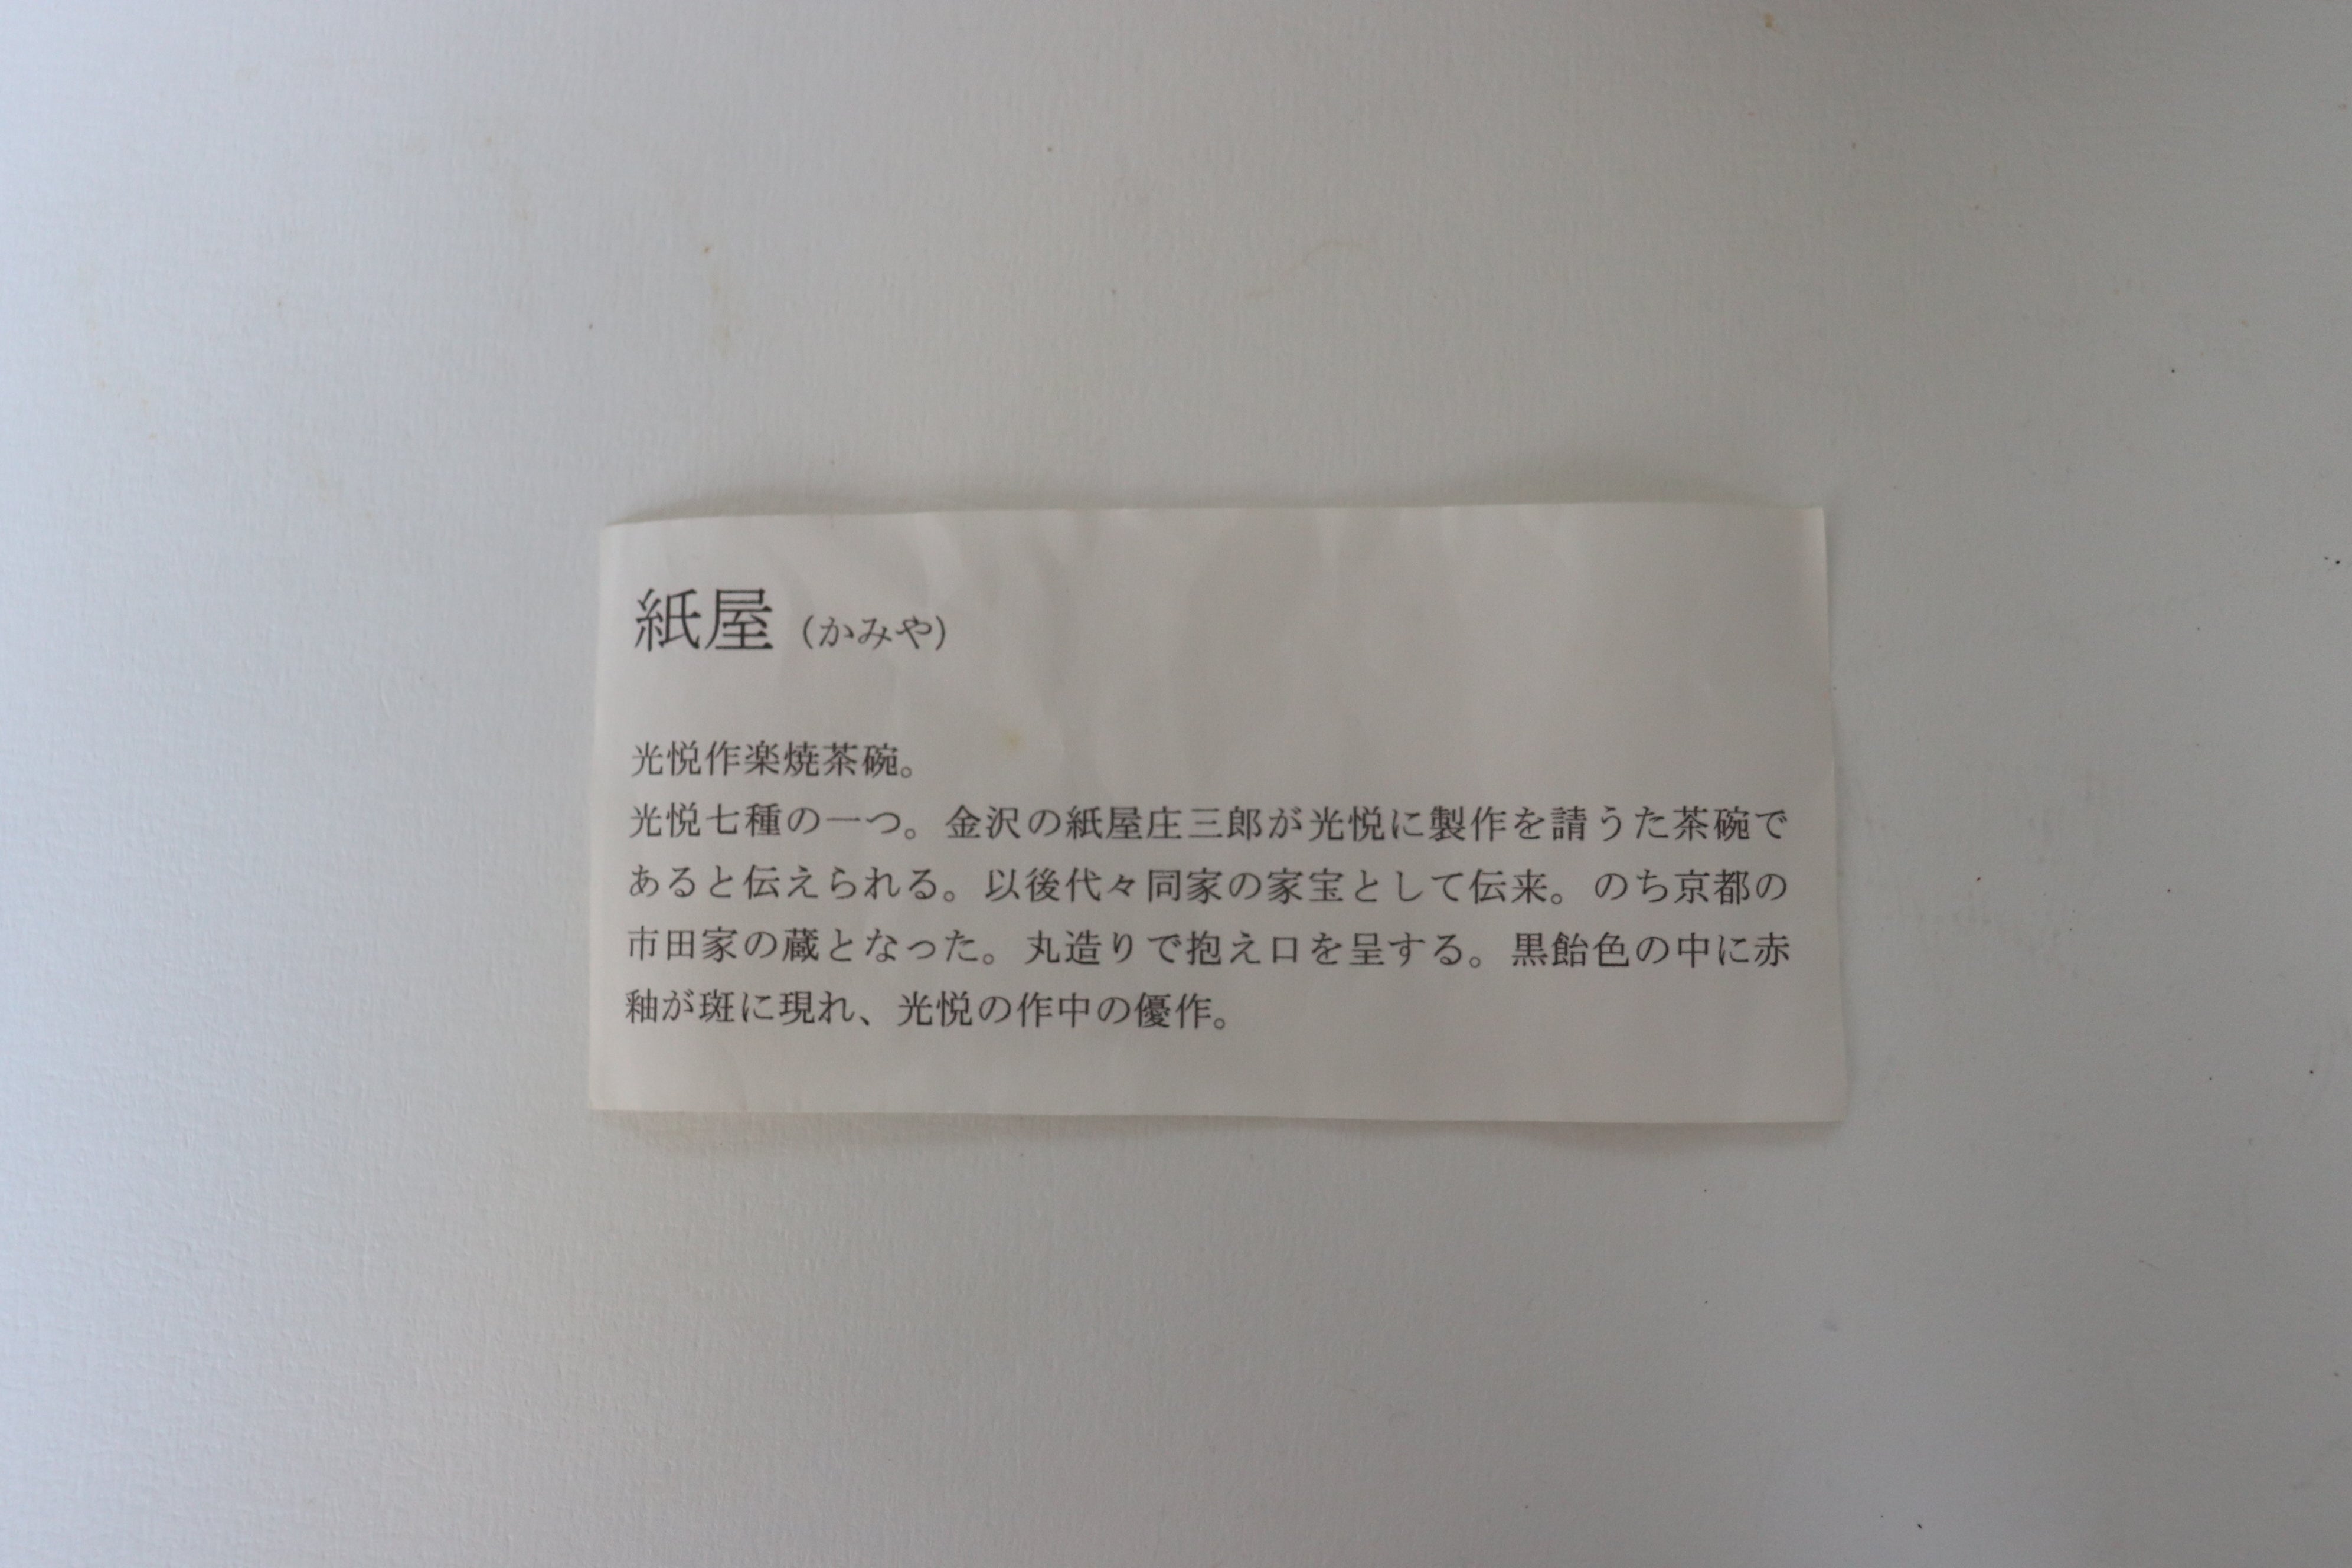 紙屋（かみや）
光悦作楽焼茶碗。
光悦七種の一つ。金沢の紙屋庄三郎が光悦に製作を請うた茶碗で
あると伝えられる。以後代々同家の家宝として伝来。のち京都の
市田家の蔵となった。丸造りで抱え口を呈する。黒飴色の中に赤
釉が斑に現れ、光悦の作中の優作。